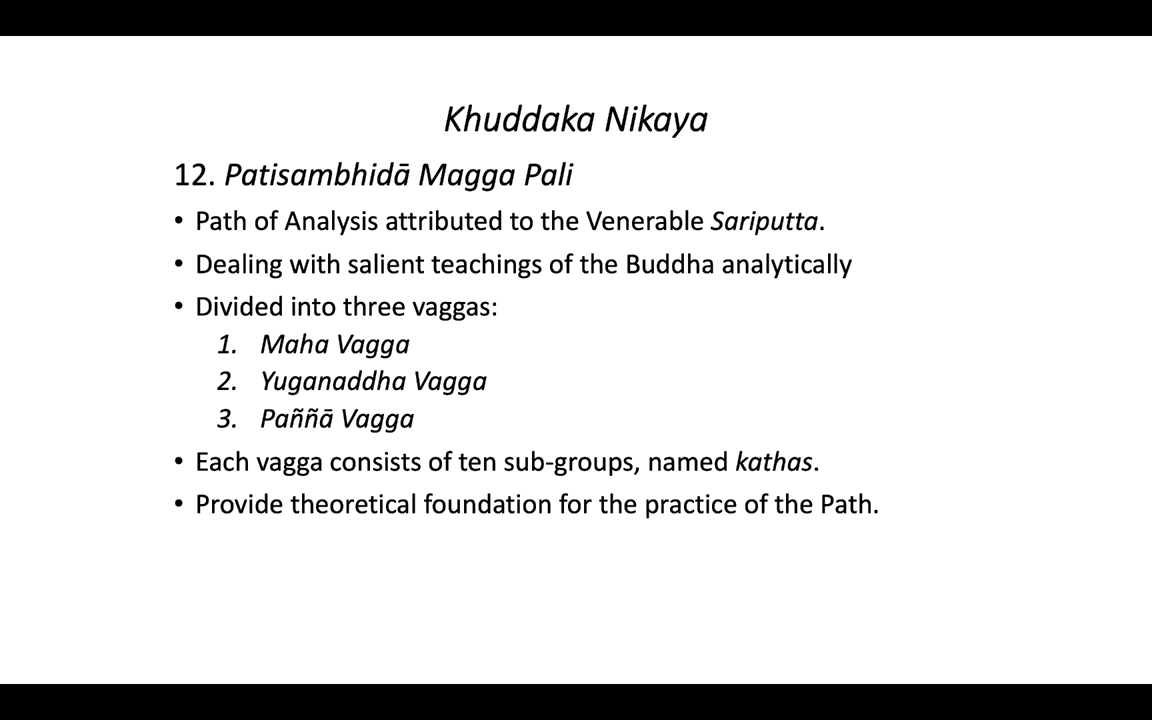 Khuddaka Nikaya
12. Patisambhidā Magga Pali
• Path of Analysis attributed to the Venerable Sariputta.
• Dealing with salient teachings of the Buddha analytically
• Divided into three vaggas:
1. Maha Vagga
2. Yuganaddha Vagga
3. Paññā Vagga
• Each vagga consists of ten sub-groups, named kathas.
• Provide theoretical foundation for the practice of the Path.